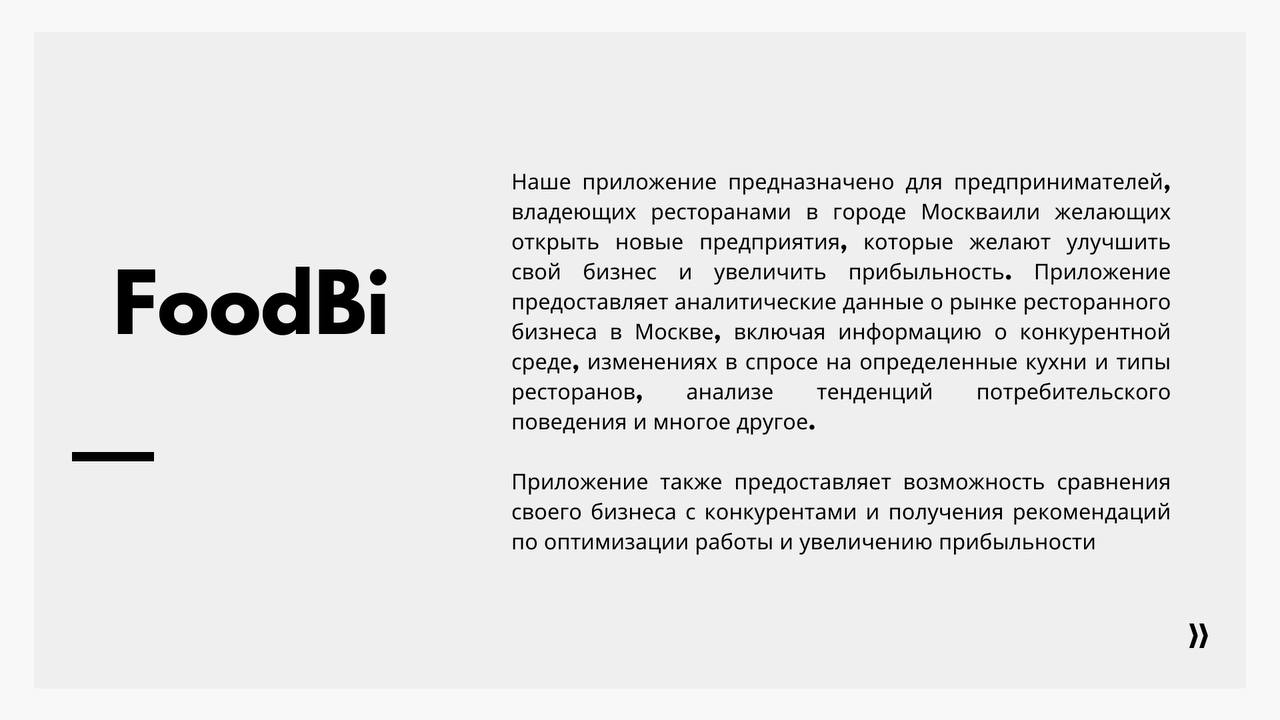 FoodBi
Наше приложение предназначено для предпринимателей,
владеющих ресторанами в городе Москваили желающих
открыть новые предприятия, которые желают улучшить
свой бизнес и увеличить прибыльность. Приложение
предоставляет аналитические данные о рынке ресторанного
бизнеса в Москве, включая информацию о конкурентной
среде, изменениях в спросе на определенные кухни и типы
ресторанов, анализе тенденций потребительского
поведения и многое другое.
Приложение также предоставляет возможность сравнения
своего бизнеса с конкурентами и получения рекомендаций
по оптимизации работы и увеличению прибыльности